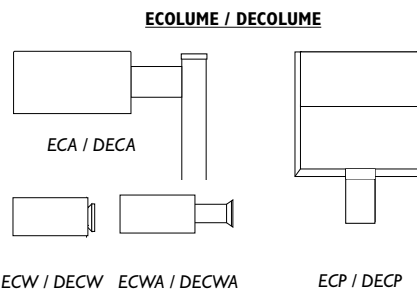 ECOLUME / DECOLUME
ECA / DECA
ECW / DECW
ECWA / DECWA
ECP / DECP